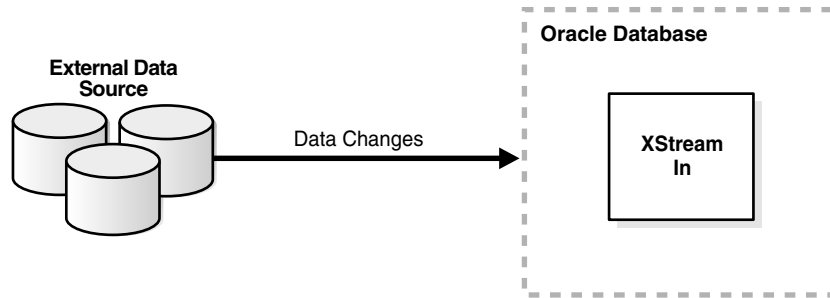 External Data
Source
Data Changes
Oracle Database
XStream
In